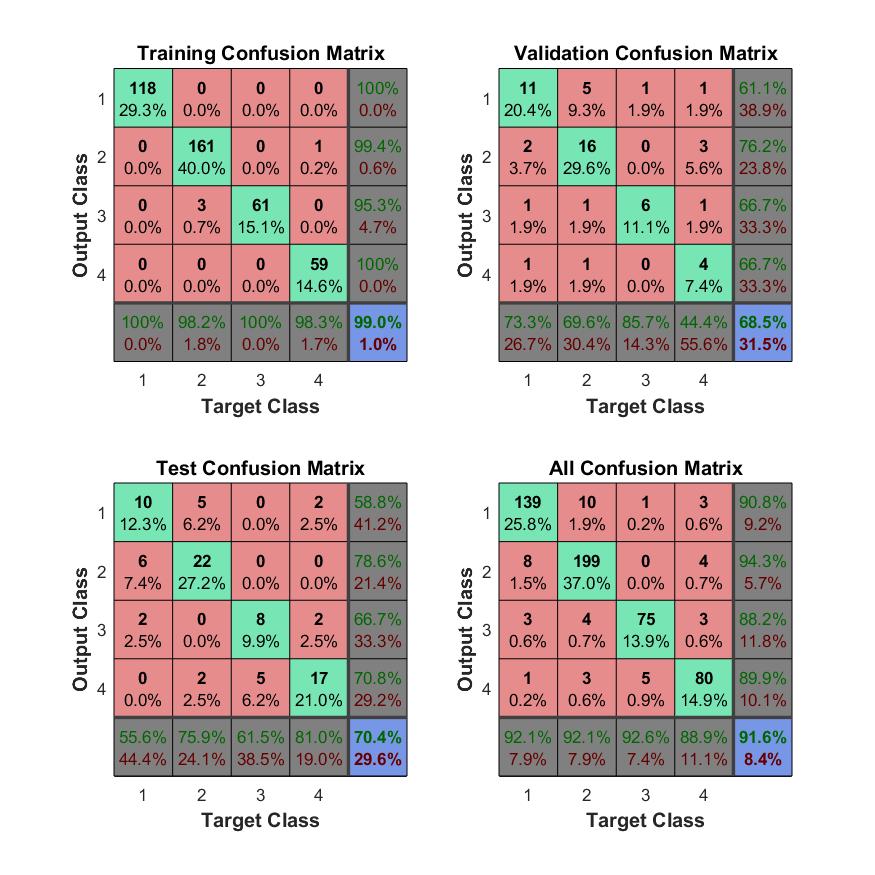 Training Confusion Matrix
1 118 0 0 0 100%
29.3% 0.0% 0.0% 0.0% 0.0%
2 0 161 0 1 99.4%
0.0% 40.0% 0.0% 0.2% 0.6%
3 0 3 61 0 95.3%
0.0% 0.7% 15.1% 0.0% 4.7%
4 0 0 0 59 100%
0.0% 0.0% 0.0% 14.6% 0.0%
100% 98.2% 100% 98.3% 99.0%
0.0% 1.8% 0.0% 1.7% 1.0%
1 2 3 4
Target Class
Output Class
Validation Confusion Matrix
1 11 5 1 1 61.1%
20.4% 9.3% 1.9% 1.9% 38.9%
2 2 16 0 3 76.2%
3.7% 29.6% 0.0% 5.6% 23.8%
3 1 1 6 1 66.7%
1.9% 1.9% 11.1% 1.9% 33.3%
4 1 1 0 4 66.7%
1.9% 1.9% 0.0% 7.4% 33.3%
73.3% 69.6% 85.7% 44.4% 68.5%
26.7% 30.4% 14.3% 55.6% 31.5%
1 2 3 4
Target Class
Output Class
Test Confusion Matrix
1 10 5 0 2 58.8%
12.3% 6.2% 0.0% 2.5% 41.2%
2 6 22 0 0 78.6%
7.4% 27.2% 0.0% 0.0% 21.4%
3 2 0 8 2 66.7%
2.5% 0.0% 9.9% 2.5% 33.3%
4 0 2 5 17 70.8%
0.0% 2.5% 6.2% 21.0% 29.2%
55.6% 75.9% 61.5% 81.0% 70.4%
44.4% 24.1% 38.5% 19.0% 29.6%
1 2 3 4
Target Class
Output Class
All Confusion Matrix
1 139 10 1 3 90.8%
25.8% 1.9% 0.2% 0.6% 9.2%
2 8 199 0 4 94.3%
1.5% 37.0% 0.0% 0.7% 5.7%
3 3 4 75 3 88.2%
0.6% 0.7% 13.9% 0.6% 11.8%
4 1 3 5 80 89.9%
0.2% 0.6% 0.9% 14.9% 10.1%
92.1% 92.1% 92.6% 88.9% 91.6%
7.9% 7.9% 7.4% 11.1% 8.4%
1 2 3 4
Target Class
Output Class